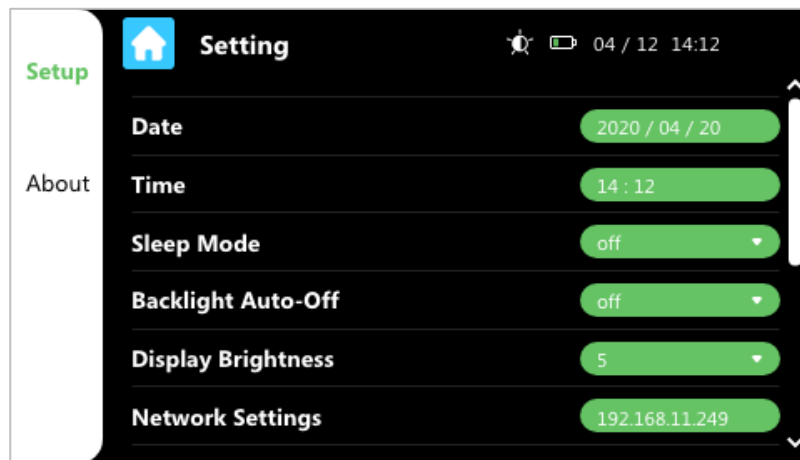 Setting
04 / 12 14:12
Setup
About
Date
2020 / 04 / 20
Time
14 : 12
Sleep Mode
off
Backlight Auto-Off
off
Display Brightness
5
Network Settings
192.168.11.249